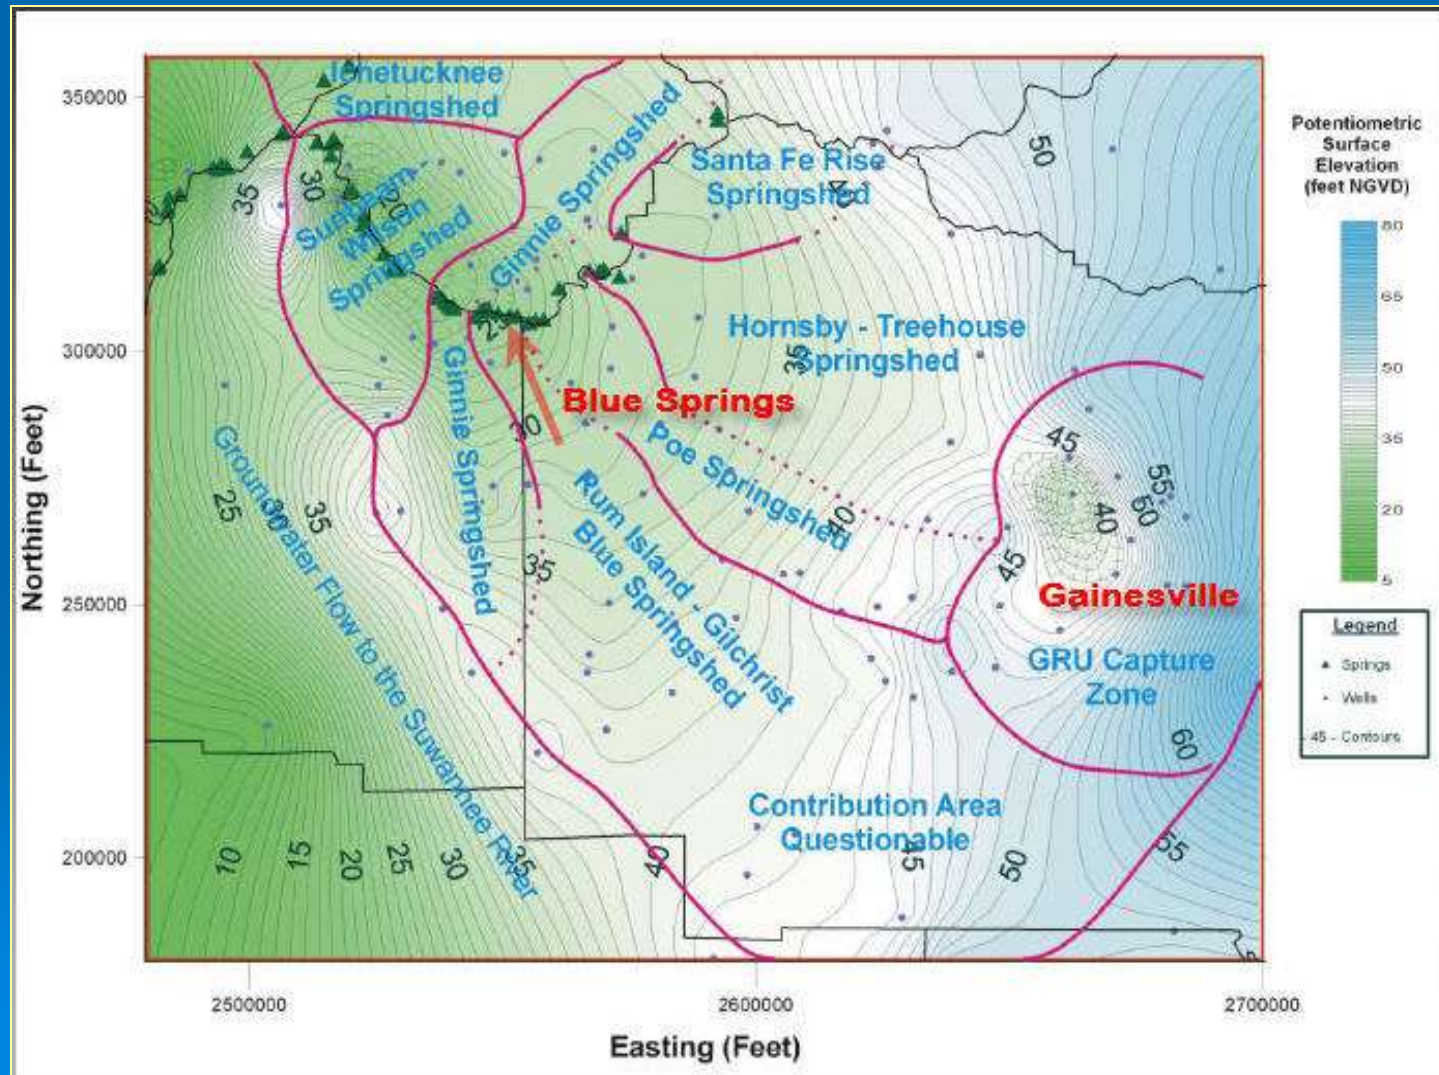 Ichetucknee
Springshed
Sunbeam
Wilson
Springshed
Ginnie Springshed
Santa Fe Rise
Springshed
Hornsby - Treehouse
Springshed
Blue Springs
Poe Springshed
Ginnie Springshed
Rum Island - Gilchrist
Blue Springshed
Groundwater Flow to the Suwannee River
Gainesville
GRU Capture
Zone
Contribution Area
Questionable
35
30
20
50
40
35
30
45
55
60
40
40
45
35
25
30
35
60
10
15
20
25
30
35
40
45
50
55
Northing (Feet)
350000
300000
250000
200000
2500000
2600000
2700000
Easting (Feet)
Potentiometric
Surface
Elevation
(feet NGVD)
80
65
50
35
20
5
Legend
Springs
Wells
- 45 - Contours